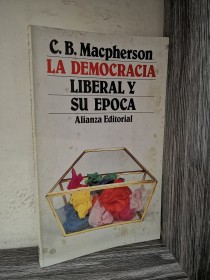 C. B. Macpherson
LA DEMOCRACIA
LIBERAL Y
SU EPOCA
Alianza Editorial